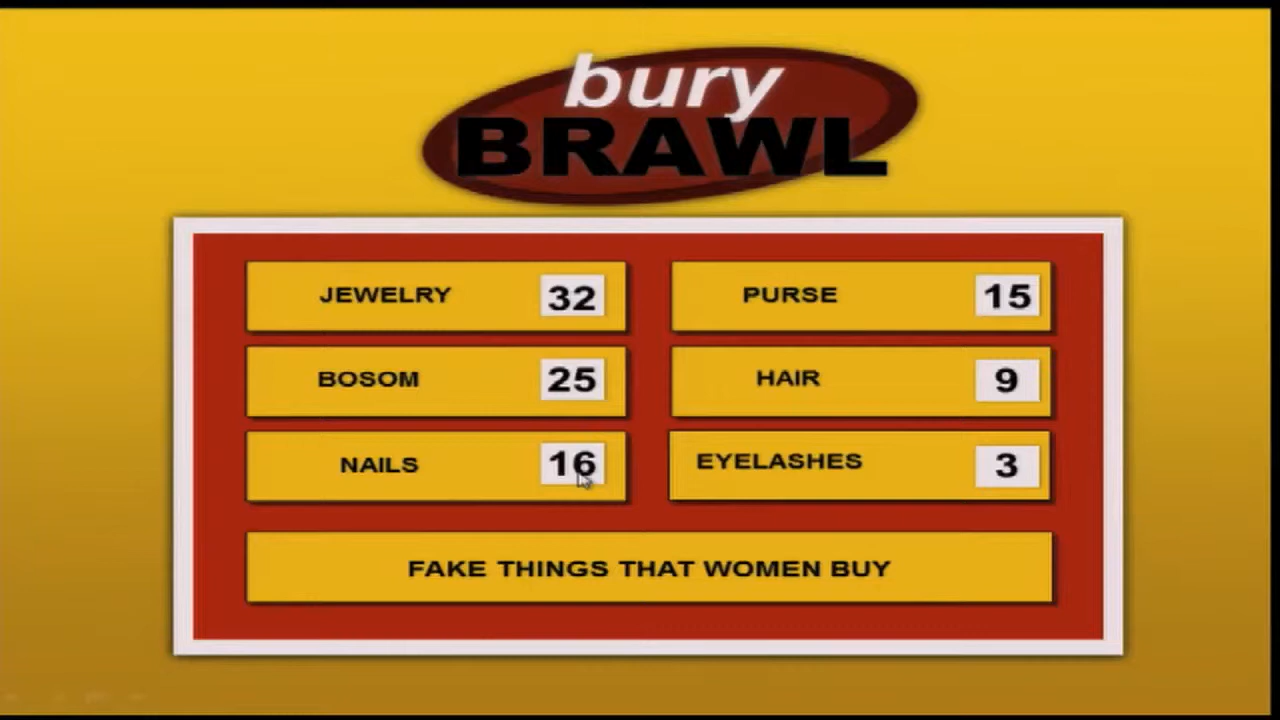 bury
BRAWL
JEWELRY 32
PURSE 15
BOSOM 25
HAIR 9
NAILS 16
EYELASHES 3
FAKE THINGS THAT WOMEN BUY